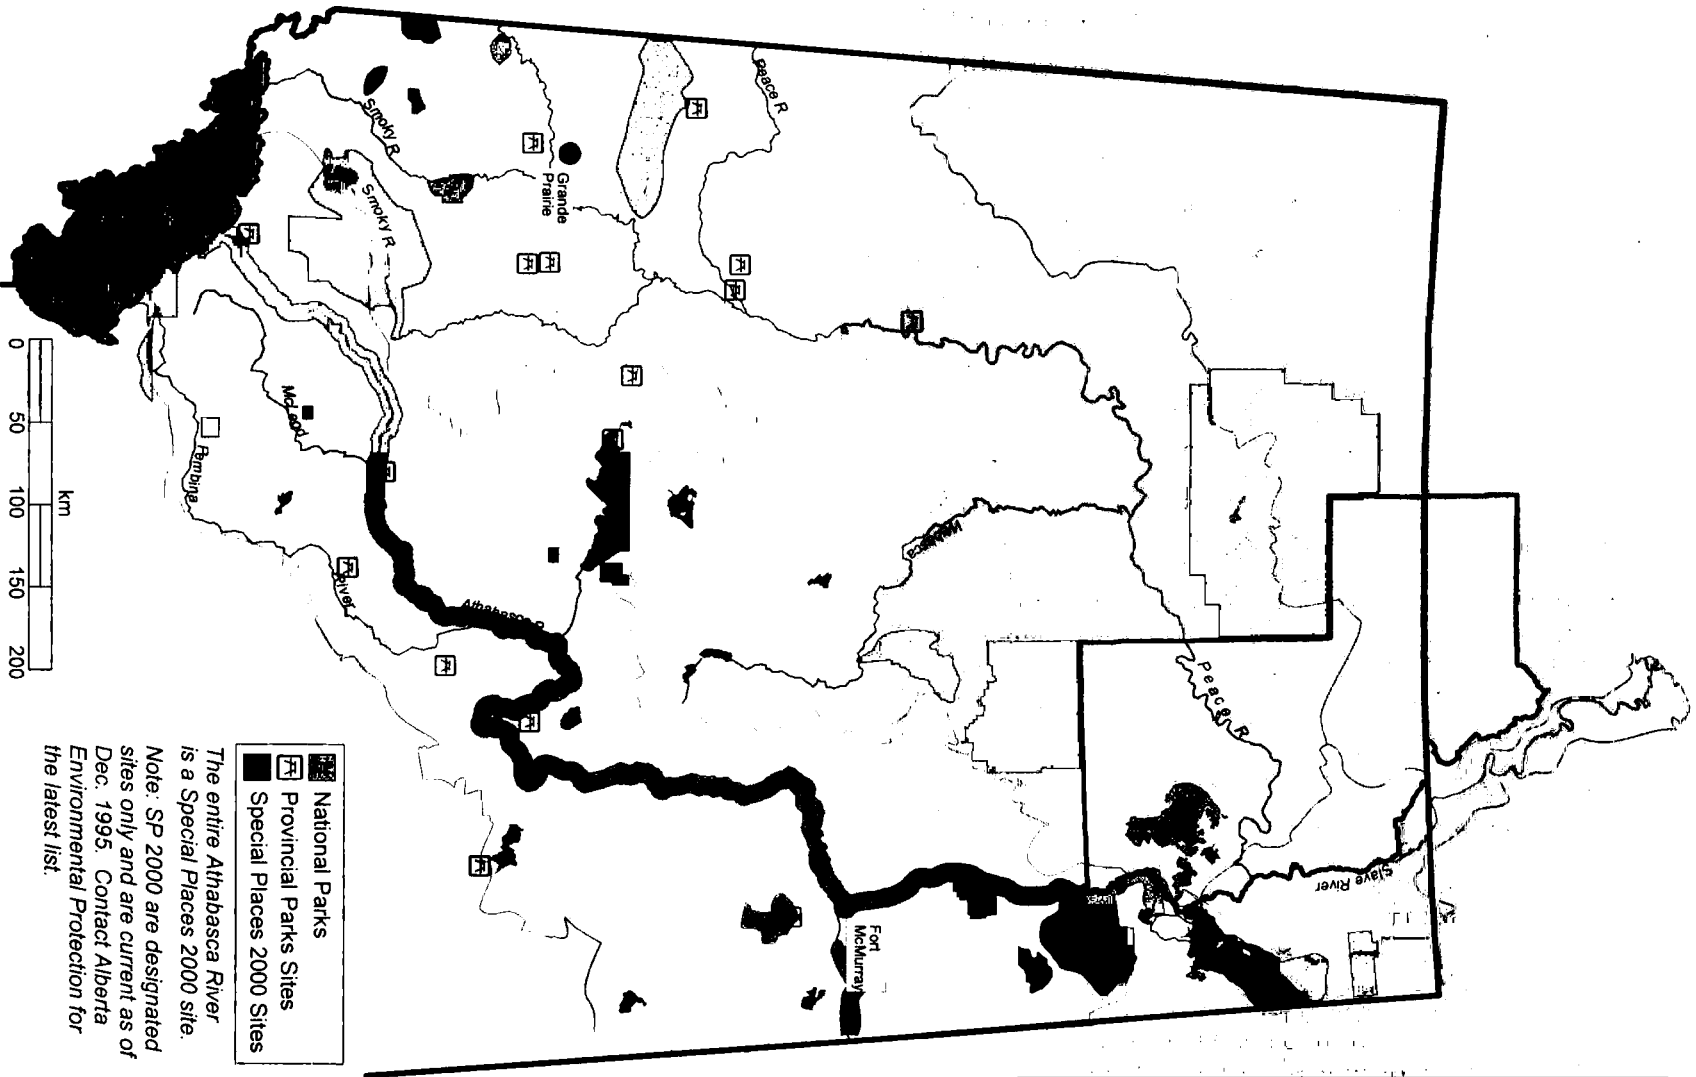 Peace R
Smoky R
Grande
Prairie
Smoky R
McLeod
Pembina
River
Athabasca R
Wabasca
Peace R
Slave River
Fort
McMurray
0 50 100 150 200
km
National Parks
Provincial Parks Sites
Special Places 2000 Sites
The entire Athabasca River
is a Special Places 2000 site.
Note: SP 2000 are designated
sites only and are current as of
Dec. 1995. Contact Alberta
Environmental Protection for
the latest list.